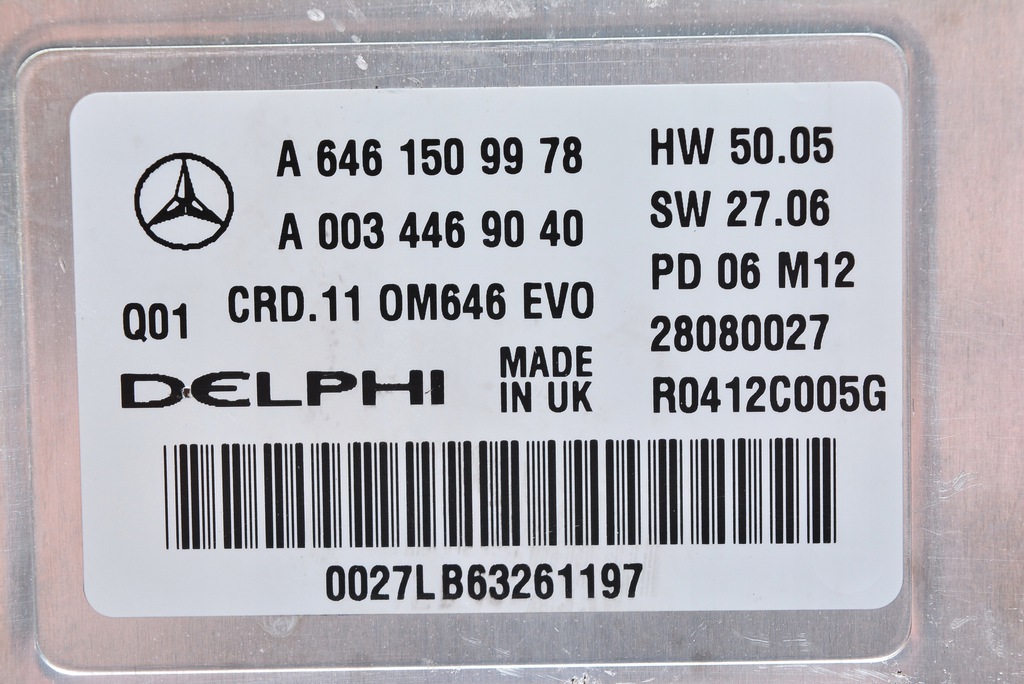 A 646 150 99 78
A 003 446 90 40
Q01 CRD.11 OM646 EVO
DELPHI MADE IN UK
HW 50.05
SW 27.06
PD 06 M12
28080027
R0412C005G
0027LB63261197